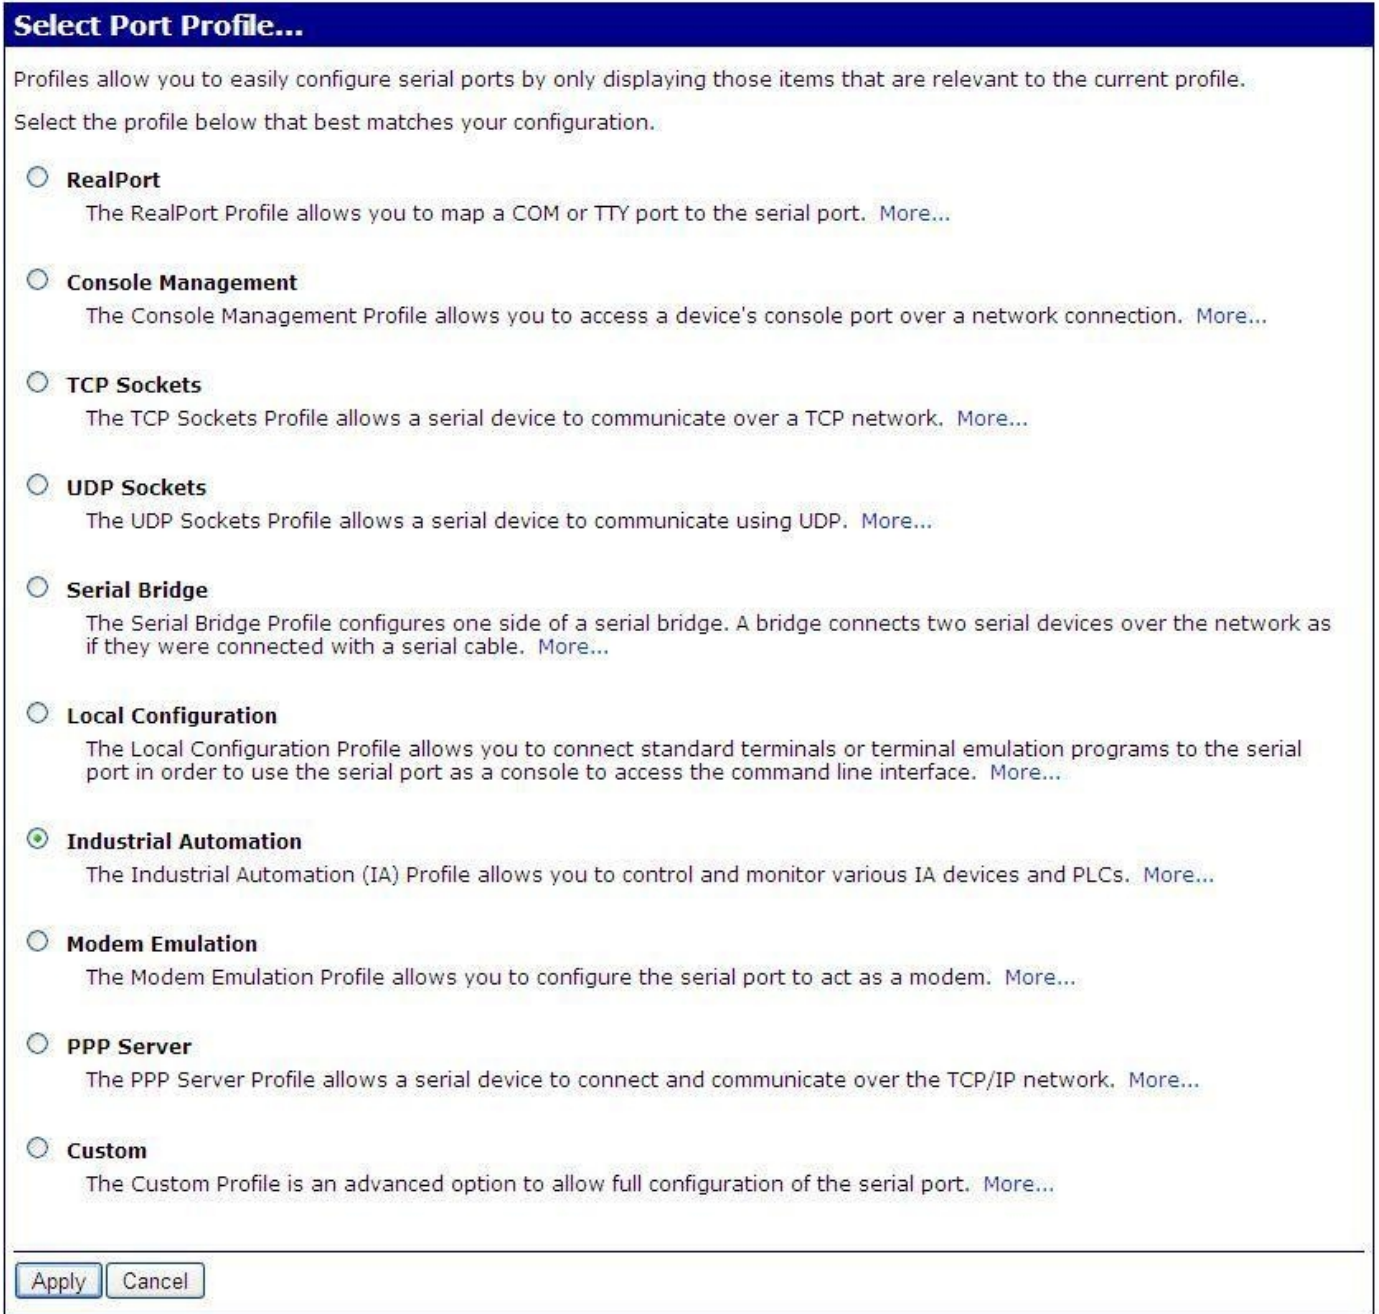 Select Port Profile...
Profiles allow you to easily configure serial ports by only displaying those items that are relevant to the current profile.
Select the profile below that best matches your configuration.
RealPort
The RealPort Profile allows you to map a COM or TTY port to the serial port. More...
Console Management
The Console Management Profile allows you to access a device's console port over a network connection. More...
TCP Sockets
The TCP Sockets Profile allows a serial device to communicate over a TCP network. More...
UDP Sockets
The UDP Sockets Profile allows a serial device to communicate using UDP. More...
Serial Bridge
The Serial Bridge Profile configures one side of a serial bridge. A bridge connects two serial devices over the network as
if they were connected with a serial cable. More...
Local Configuration
The Local Configuration Profile allows you to connect standard terminals or terminal emulation programs to the serial
port in order to use the serial port as a console to access the command line interface. More...
Industrial Automation
The Industrial Automation (IA) Profile allows you to control and monitor various IA devices and PLCs. More...
Modem Emulation
The Modem Emulation Profile allows you to configure the serial port to act as a modem. More...
PPP Server
The PPP Server Profile allows a serial device to connect and communicate over the TCP/IP network. More...
Custom
The Custom Profile is an advanced option to allow full configuration of the serial port. More...
Apply Cancel